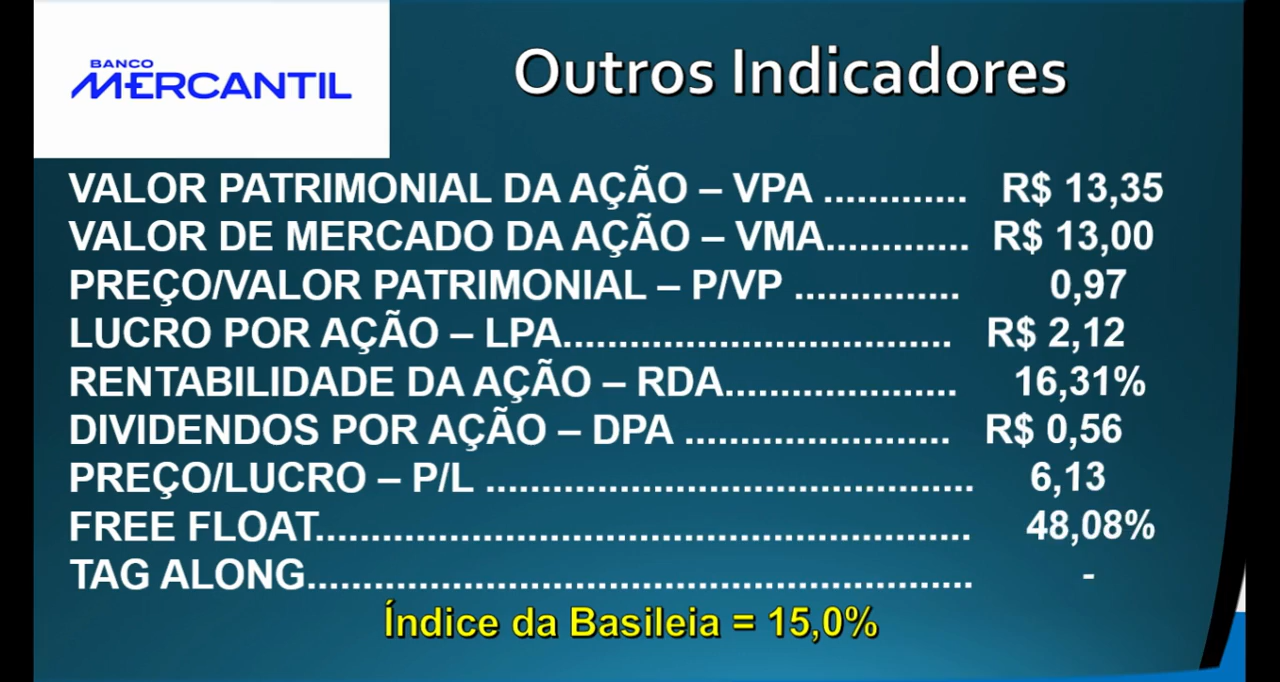 BANCO
MERCANTIL
Outros Indicadores
VALOR PATRIMONIAL DA AÇÃO – VPA ............. R$ 13,35
VALOR DE MERCADO DA AÇÃO – VMA............. R$ 13,00
PREÇO/VALOR PATRIMONIAL – P/VP ............... 0,97
LUCRO POR AÇÃO – LPA................................... R$ 2,12
RENTABILIDADE DA AÇÃO – RDA..................... 16,31%
DIVIDENDOS POR AÇÃO – DPA ........................ R$ 0,56
PREÇO/LUCRO – P/L ............................................ 6,13
FREE FLOAT........................................................... 48,08%
TAG ALONG............................................................ -
Índice da Basileia = 15,0%